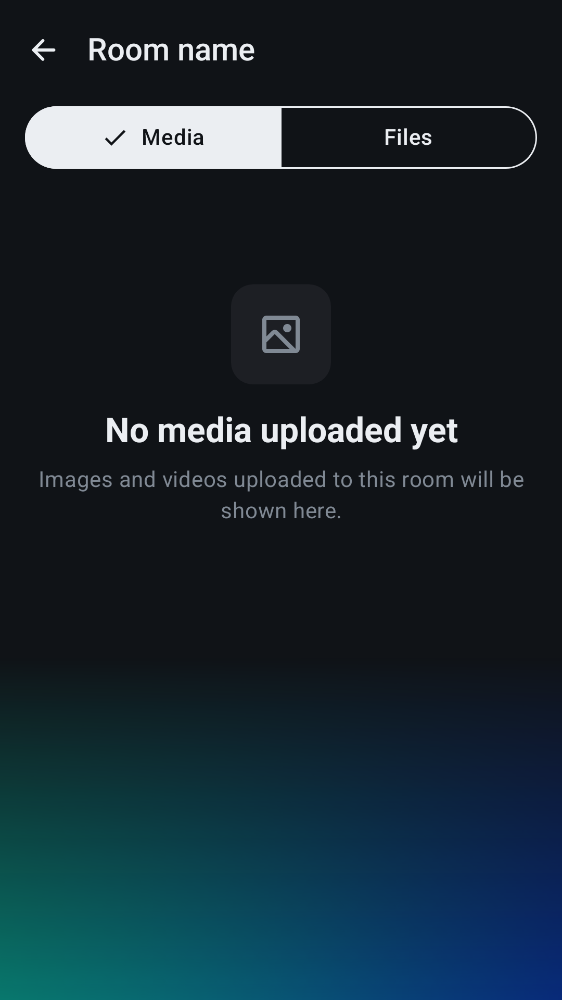 Room name
Media
Files
No media uploaded yet
Images and videos uploaded to this room will be
shown here.